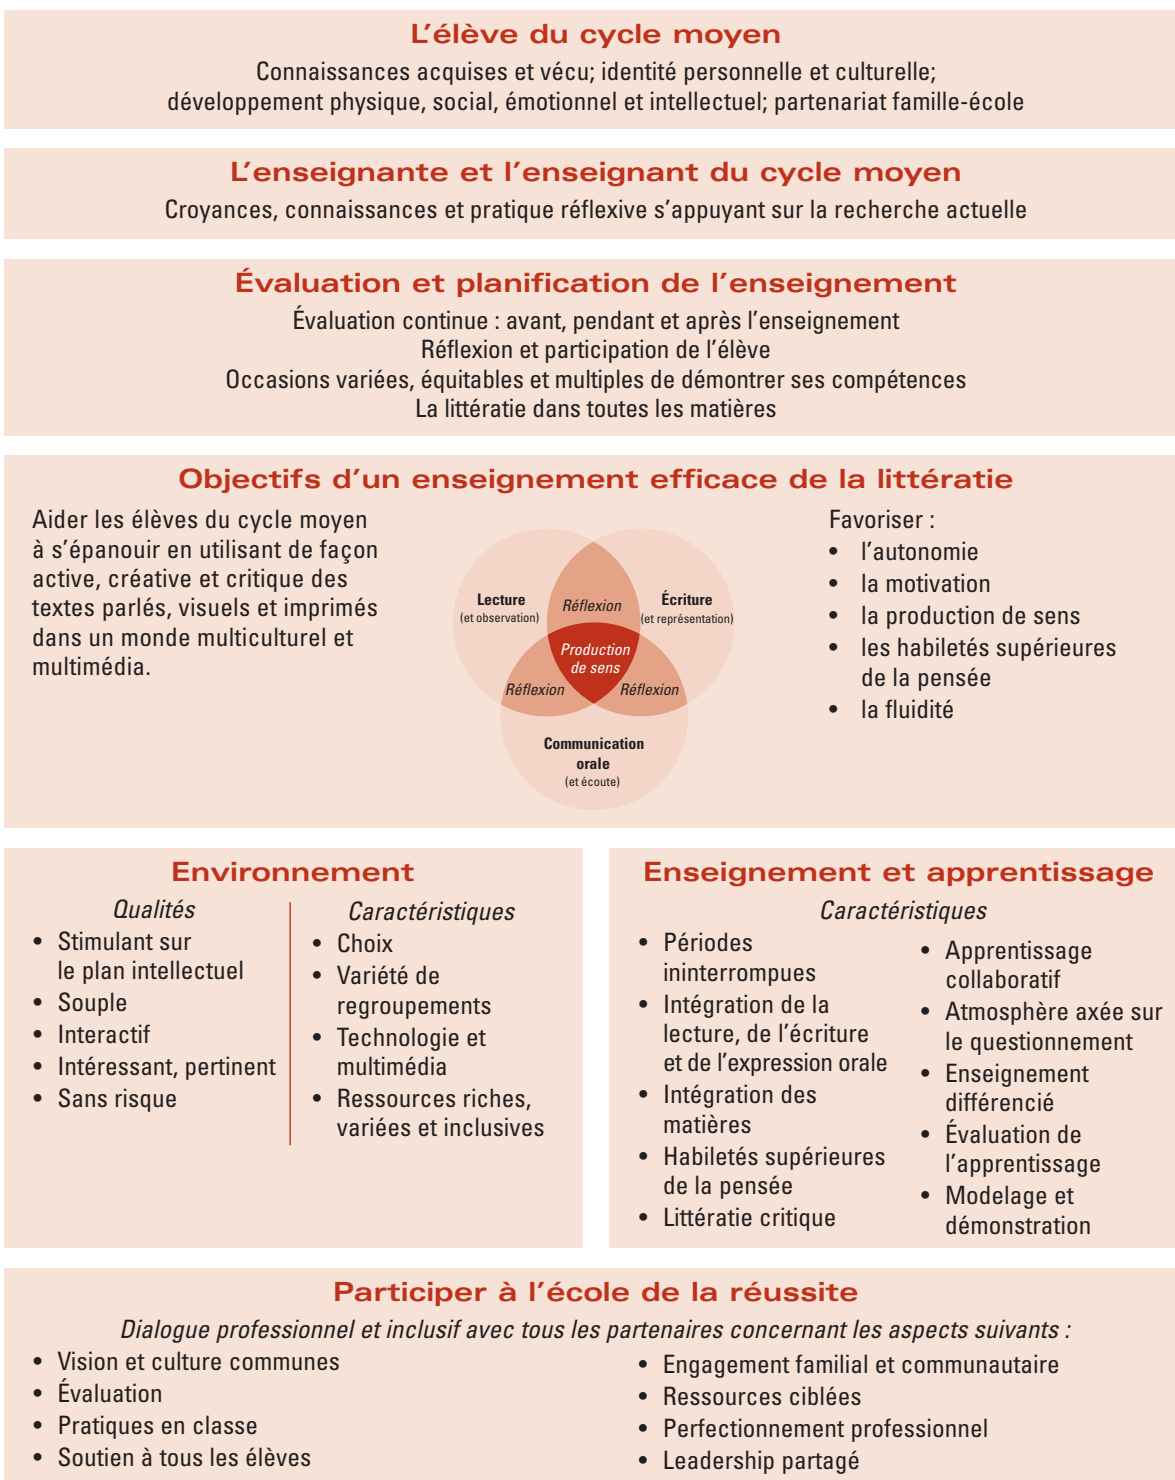 L'élève du cycle moyen
Connaissances acquises et vécu; identité personnelle et culturelle;
développement physique, social, émotionnel et intellectuel; partenariat famille-école
L'enseignante et l'enseignant du cycle moyen
Croyances, connaissances et pratique réflexive s'appuyant sur la recherche actuelle
Évaluation et planification de l'enseignement
Évaluation continue : avant, pendant et après l'enseignement
Réflexion et participation de l'élève
Occasions variées, équitables et multiples de démontrer ses compétences
La littératie dans toutes les matières
Objectifs d'un enseignement efficace de la littératie
Aider les élèves du cycle moyen
à s'épanouir en utilisant de façon
active, créative et critique des
textes parlés, visuels et imprimés
dans un monde multiculturel et
multimédia.
Lecture
(et observation)
Réflexion
Écriture
(et représentation)
Production
de sens
Réflexion
Réflexion
Communication
orale
(et écoute)
Favoriser :
• l'autonomie
• la motivation
• la production de sens
• les habiletés supérieures
de la pensée
• la fluidité
Environnement
Qualités
• Stimulant sur
le plan intellectuel
• Souple
• Interactif
• Intéressant, pertinent
• Sans risque
Caractéristiques
• Choix
• Variété de
regroupements
• Technologie et
multimédia
• Ressources riches,
variées et inclusives
Enseignement et apprentissage
Caractéristiques
• Périodes
ininterrompues
• Intégration de la
lecture, de l'écriture
et de l'expression orale
• Intégration des
matières
• Habiletés supérieures
de la pensée
• Littératie critique
• Apprentissage
collaboratif
• Atmosphère axée sur
le questionnement
• Enseignement
différencié
• Évaluation de
l'apprentissage
• Modelage et
démonstration
Participer à l'école de la réussite
Dialogue professionnel et inclusif avec tous les partenaires concernant les aspects suivants :
• Vision et culture communes
• Évaluation
• Pratiques en classe
• Soutien à tous les élèves
• Engagement familial et communautaire
• Ressources ciblées
• Perfectionnement professionnel
• Leadership partagé